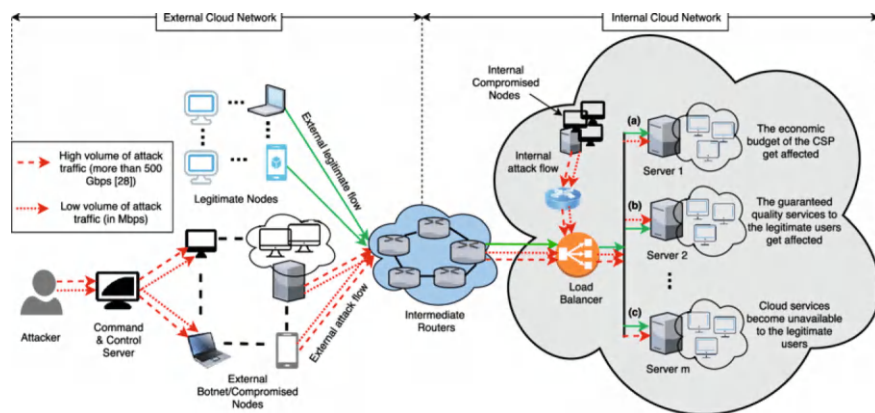 External Cloud Network
Internal Cloud Network
High volume of attack
traffic (more than 500
Gbps [28])
Low volume of attack
traffic (in Mbps)
Legitimate Nodes
External legitimate flow
Attacker
Command
& Control
Server
External
Botnet/Compromised
Nodes
External attack flow
Intermediate
Routers
Internal
Compromised
Nodes
Internal
attack flow
Load
Balancer
(a)
Server 1
The economic
budget of the CSP
get affected
(b)
Server 2
The guaranteed
quality services to
the legitimate users
get affected
(c)
Server m
Cloud services
become unavailable
to the legitimate
users